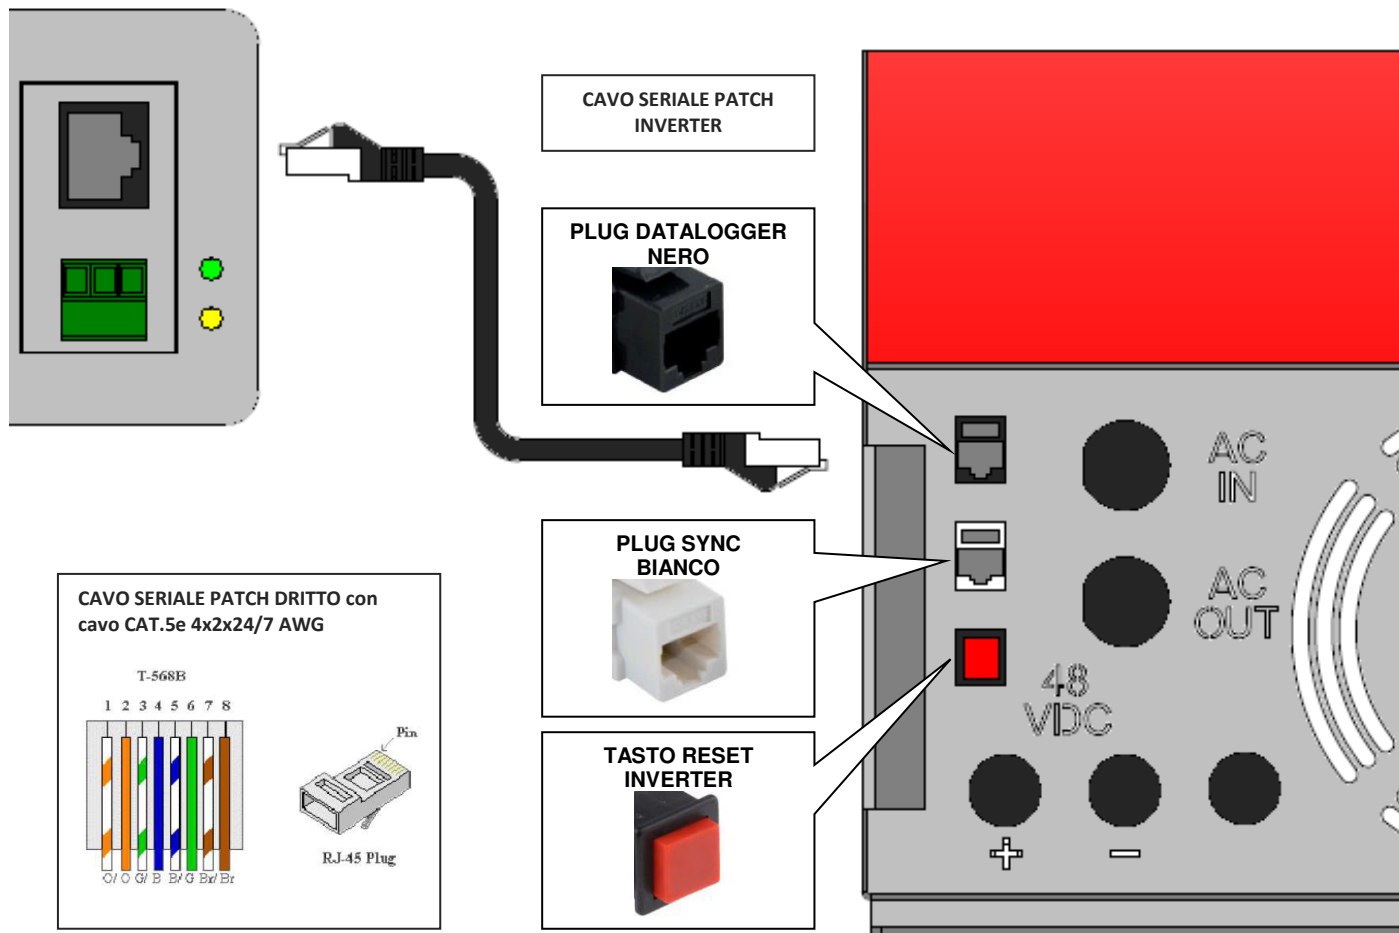 CAVO SERIALE PATCH
INVERTER
PLUG DATALOGGER
NERO
PLUG SYNC
BIANCO
TASTO RESET
INVERTER
CAVO SERIALE PATCH DRITTO con
cavo CAT.5e 4x2x24/7 AWG
T-568B
1 2 3 4 5 6 7 8
O/ O G/ B B/ G Br/ Br
Pin
RJ-45 Plug
AC
IN
AC
OUT
48
VDC
+ −